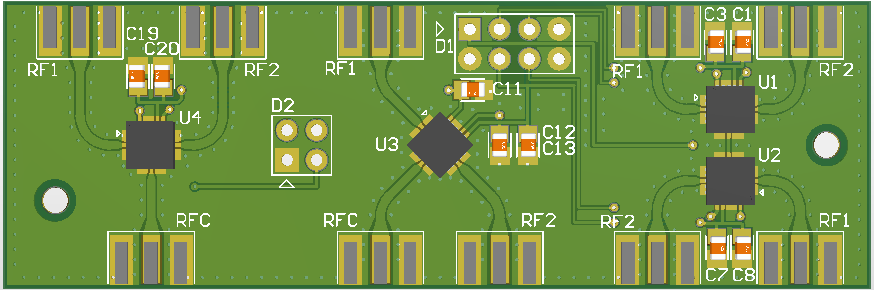 C19
C20
D1
C3 C1
RF1
RF2
RF1
RF1
RF2
C11
U1
D2
U4
U3
C12
C13
U2
RFC
RFC
RF2
RF2
RF1
C7 C8